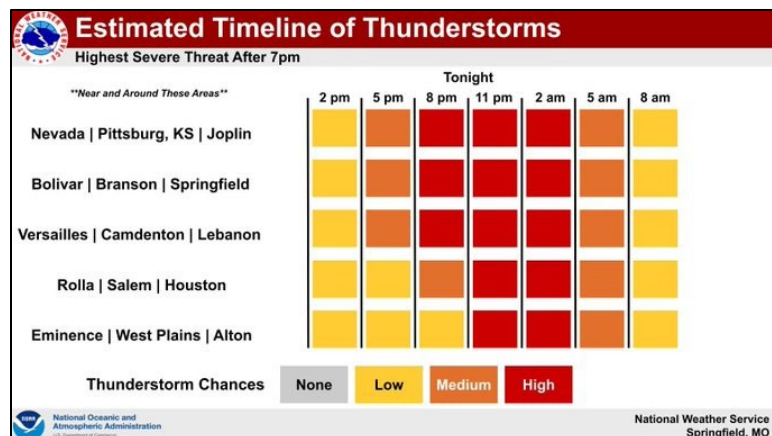 Estimated Timeline of Thunderstorms
Highest Severe Threat After 7pm
Tonight
**Near and Around These Areas**
2 pm 5 pm 8 pm 11 pm 2 am 5 am 8 am
Nevada | Pittsburg, KS | Joplin
Bolivar | Branson | Springfield
Versailles | Camdenton | Lebanon
Rolla | Salem | Houston
Eminence | West Plains | Alton
Thunderstorm Chances None Low Medium High
National Oceanic and
Atmospheric Administration
U.S. Department of Commerce
National Weather Service
Springfield, MO